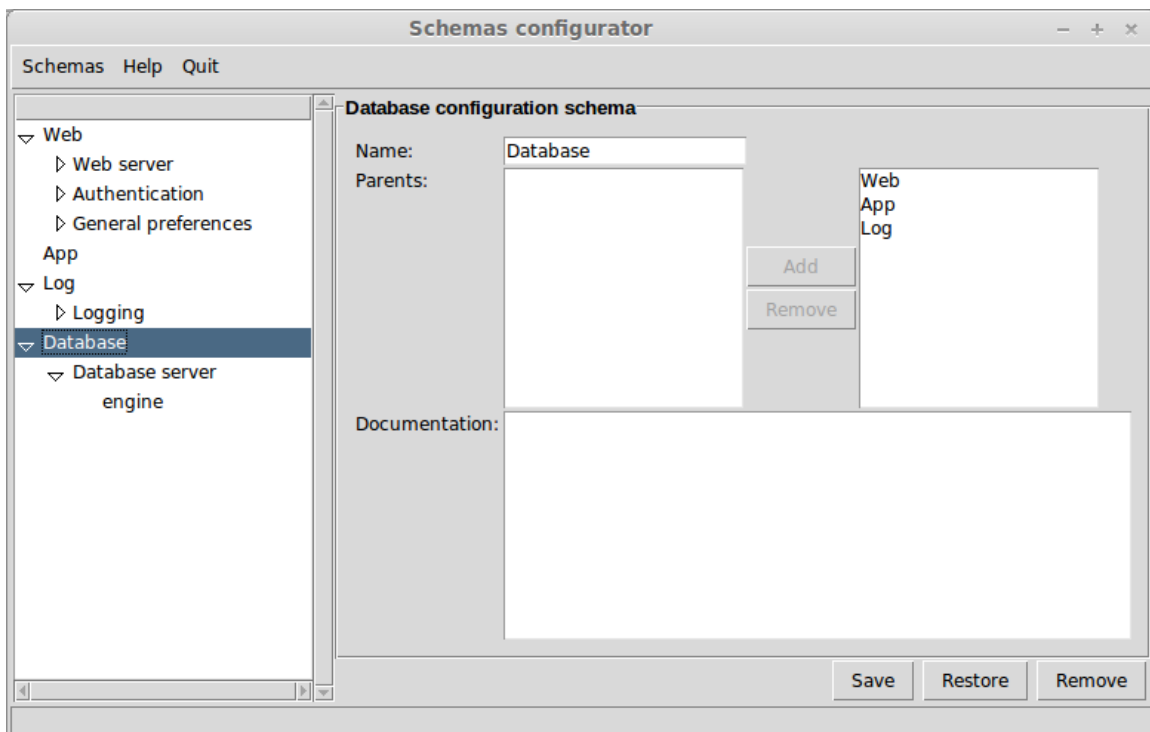 Schemas configurator
Schemas Help Quit
Web
Web server
Authentication
General preferences
App
Log
Logging
Database
Database server
engine
Database configuration schema
Name: Database
Parents:
Web
App
Log
Add
Remove
Documentation:
Save Restore Remove